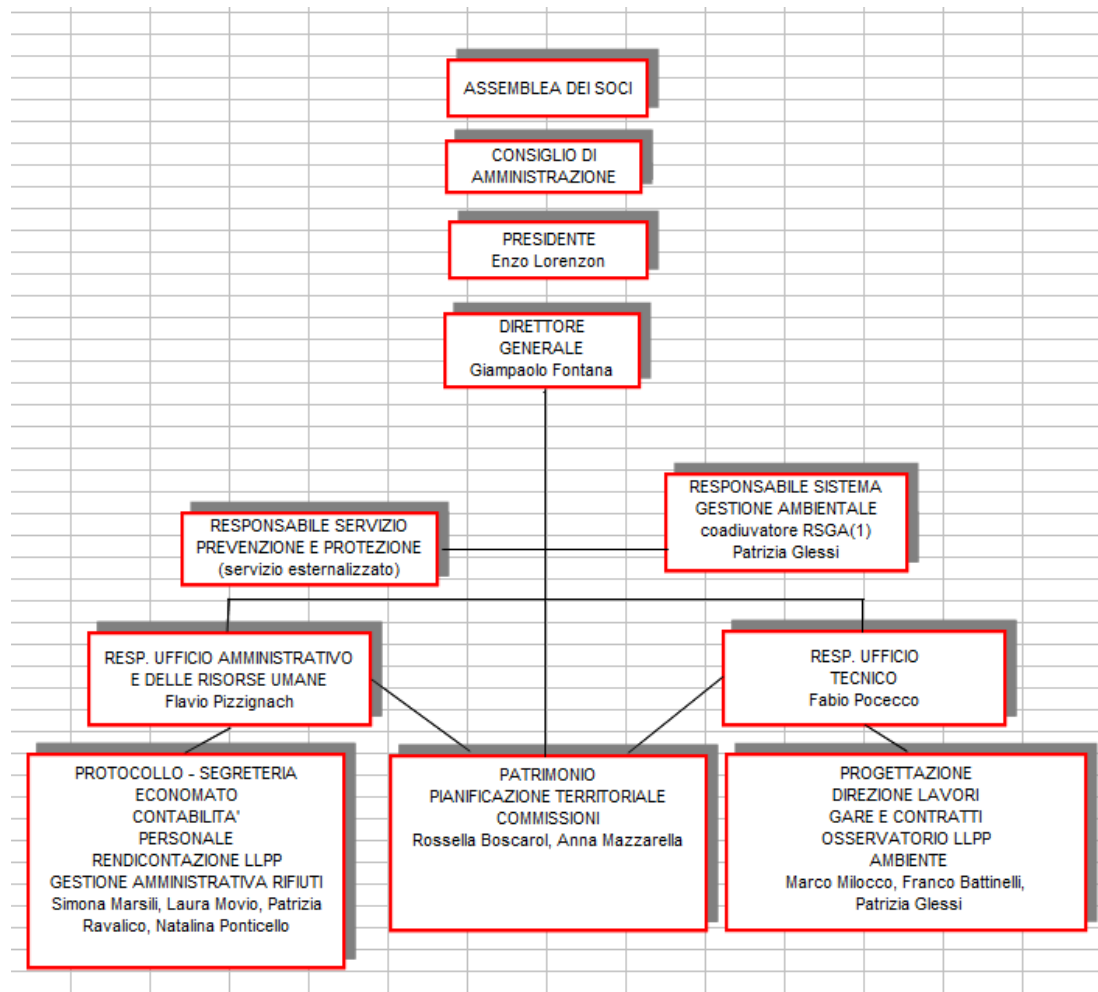 ASSEMBLEA DEI SOCI
CONSIGLIO DI
AMMINISTRAZIONE
PRESIDENTE
Enzo Lorenzon
DIRETTORE
GENERALE
Giampaolo Fontana
RESPONSABILE SERVIZIO
PREVENZIONE E PROTEZIONE
(servizio esternalizzato)
RESPONSABILE SISTEMA
GESTIONE AMBIENTALE
coadiuvatore RSGA(1)
Patrizia Glessi
RESP. UFFICIO AMMINISTRATIVO
E DELLE RISORSE UMANE
Flavio Pizzignach
RESP. UFFICIO
TECNICO
Fabio Pocecco
PROTOCOLLO - SEGRETERIA
ECONOMATO
CONTABILITA'
PERSONALE
RENDICONTAZIONE LLPP
GESTIONE AMMINISTRATIVA RIFIUTI
Simona Marsili, Laura Movio, Patrizia
Ravalico, Natalina Ponticello
PATRIMONIO
PIANIFICAZIONE TERRITORIALE
COMMISSIONI
Rossella Boscarol, Anna Mazzarella
PROGETTAZIONE
DIREZIONE LAVORI
GARE E CONTRATTI
OSSERVATORIO LLPP
AMBIENTE
Marco Milocco, Franco Battinelli,
Patrizia Glessi